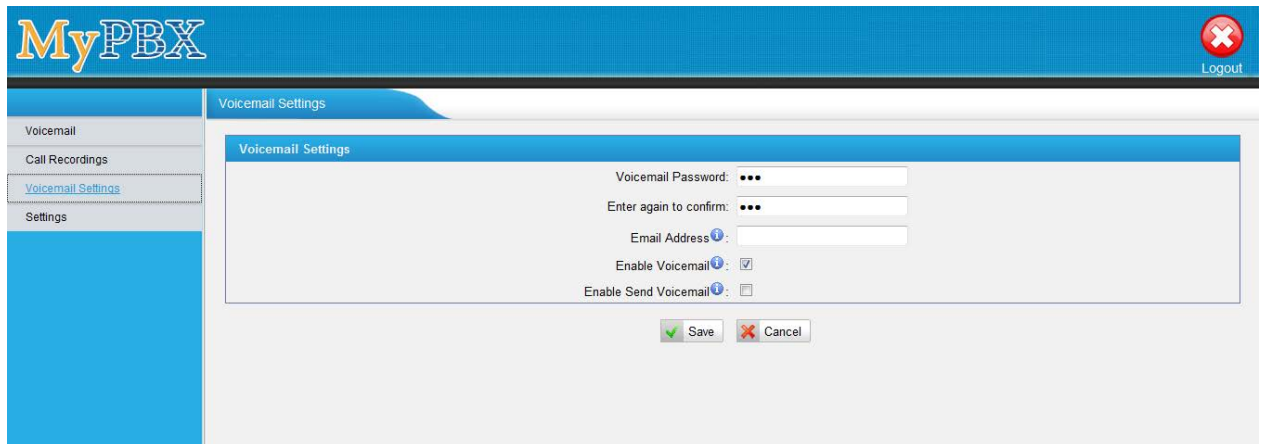 MyPBX
Logout
Voicemail Settings
Voicemail
Call Recordings
Voicemail Settings
Settings
Voicemail Settings
Voicemail Password: •••
Enter again to confirm: •••
Email Address i :
Enable Voicemail i :
Enable Send Voicemail i :
Save Cancel